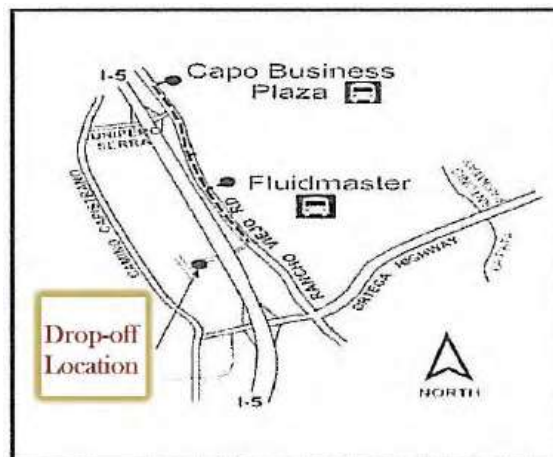 I-5
Capo Business
Plaza
JUNIPERO
SERRA
Fluidmaster
CAMINO CAPISTRANO
RANCHO VIEJO RD
ORTEGA HIGHWAY
Drop-off
Location
I-5
NORTH